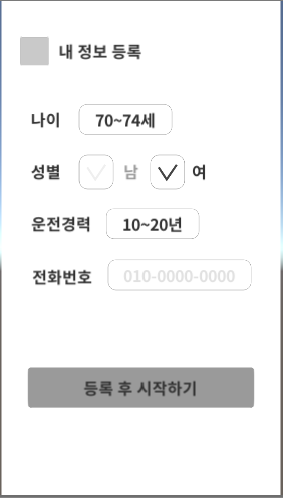 내 정보 등록
나이 70~74세
성별 남 여
운전경력 10~20년
전화번호 010-0000-0000
등록 후 시작하기